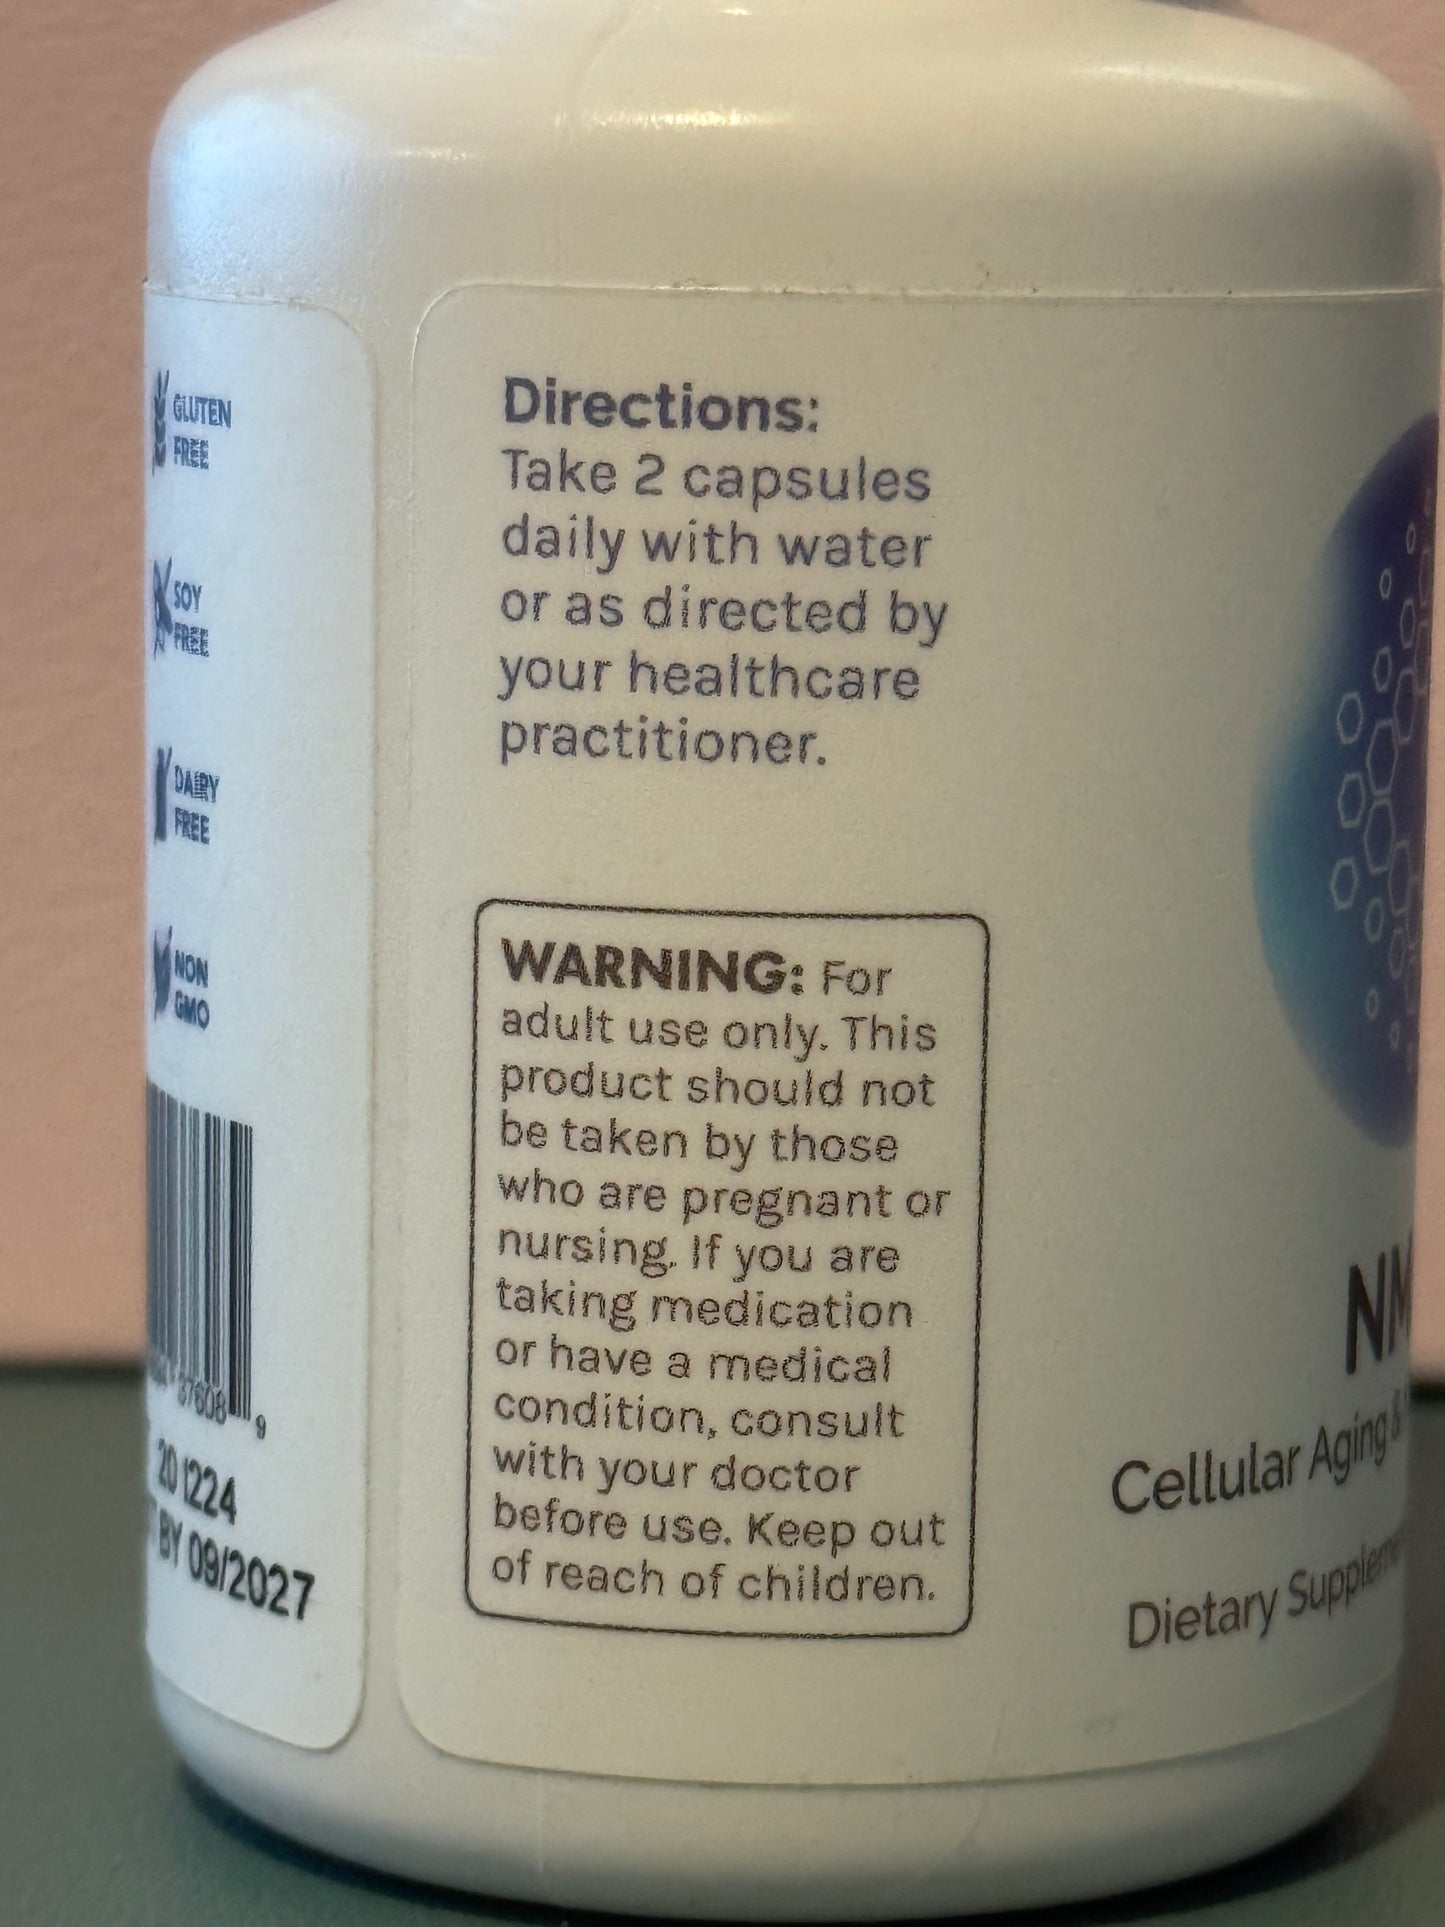 GLUTEN
FREE
SOY
FREE
DAIRY
FREE
NON
GMO
37608 9
20 1224
BY 09/2027
Directions:
Take 2 capsules
daily with water
or as directed by
your healthcare
practitioner.
WARNING: For
adult use only. This
product should not
be taken by those
who are pregnant or
nursing. If you are
taking medication
or have a medical
condition, consult
with your doctor
before use. Keep out
of reach of children.
Cellular Aging &
Dietary